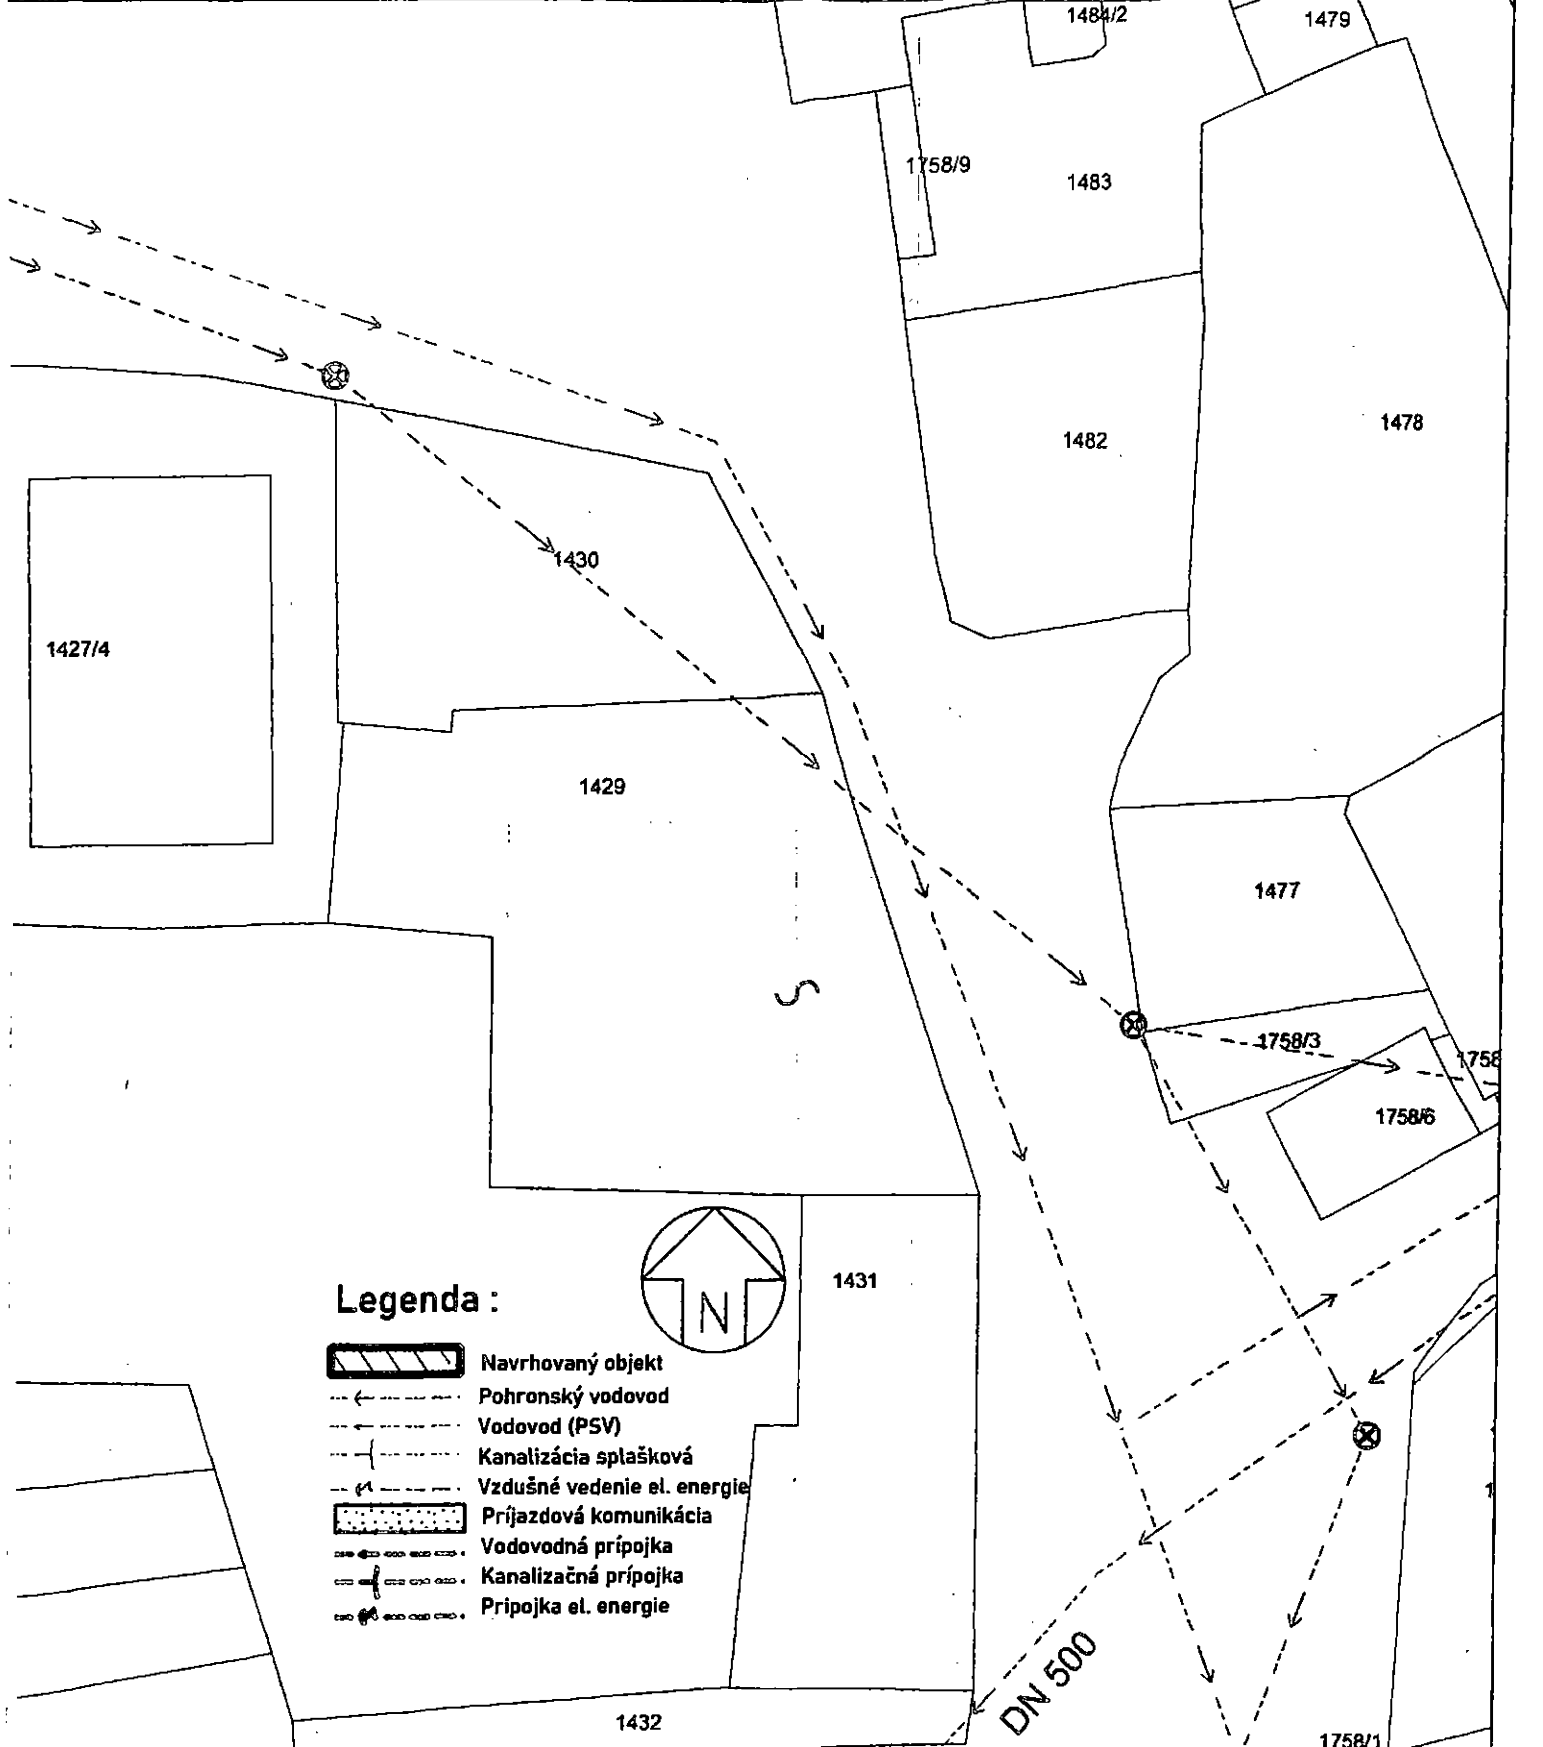 1484/2
1479
1758/9
1483
1478
1482
1430
1427/4
1429
1477
1758/3
1758
1758/6
N
1431
Legenda :
Navrhovaný objekt
Pohronský vodovod
Vodovod (PSV)
Kanalizácia splašková
Vzdušné vedenie el. energie
Príjazdová komunikácia
Vodovodná prípojka
Kanalizačná prípojka
Prípojka el. energie
DN 500
1432
1758/1